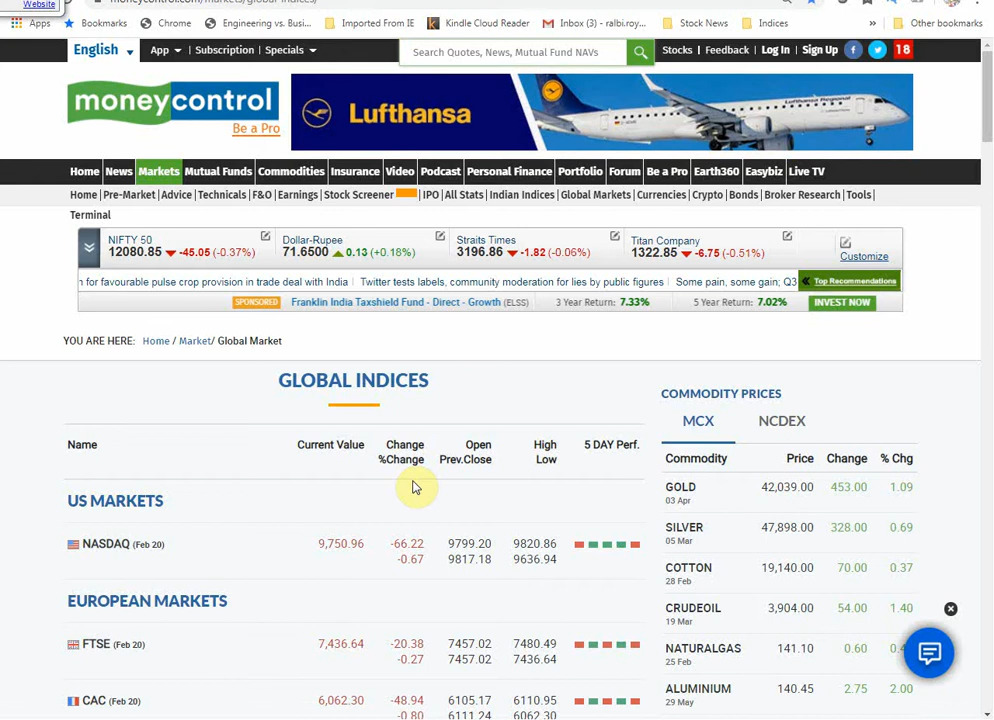 Website
moneycontrol.com/markets/global-indices/
Apps Bookmarks Chrome Engineering vs. Busi... Imported From IE Kindle Cloud Reader Inbox (3) - ralbi.roy... Stock News Indices » Other bookmarks
English App Subscription Specials Search Quotes, News, Mutual Fund NAVs Stocks Feedback Log In Sign Up f 18
moneycontrol
Be a Pro
Lufthansa
Lufthansa Regional
Home News Markets Mutual Funds Commodities Insurance Video Podcast Personal Finance Portfolio Forum Be a Pro Earth360 Easybiz Live TV
Home | Pre-Market | Advice | Technicals | F&O | Earnings | Stock Screener | IPO | All Stats | Indian Indices | Global Markets | Currencies | Crypto | Bonds | Broker Research | Tools |
Terminal
NIFTY 50 Dollar-Rupee Straits Times Titan Company
12080.85 -45.05 (-0.37%) 71.6500 0.13 (+0.18%) 3196.86 -1.82 (-0.06%) 1322.85 -6.75 (-0.51%) Customize
n for favourable pulse crop provision in trade deal with India | Twitter tests labels, community moderation for lies by public figures | Some pain, some gain; Q3 Top Recommendations
SPONSORED Franklin India Taxshield Fund - Direct - Growth (ELSS) 3 Year Return: 7.33% 5 Year Return: 7.02% INVEST NOW
YOU ARE HERE: Home / Market/ Global Market
GLOBAL INDICES
Name Current Value Change Open High 5 DAY Perf.
%Change Prev.Close Low
US MARKETS
NASDAQ (Feb 20) 9,750.96 -66.22 9799.20 9820.86
-0.67 9817.18 9636.94
EUROPEAN MARKETS
FTSE (Feb 20) 7,436.64 -20.38 7457.02 7480.49
-0.27 7457.02 7436.64
CAC (Feb 20) 6,062.30 -48.94 6105.17 6110.95
-0.80 6111.24 6062.30
COMMODITY PRICES
MCX NCDEX
Commodity Price Change % Chg
GOLD 42,039.00 453.00 1.09
03 Apr
SILVER 47,898.00 328.00 0.69
05 Mar
COTTON 19,140.00 70.00 0.37
28 Feb
CRUDEOIL 3,904.00 54.00 1.40
19 Mar
NATURALGAS 141.10 0.60
25 Feb
ALUMINIUM 140.45 2.75 2.00
29 May